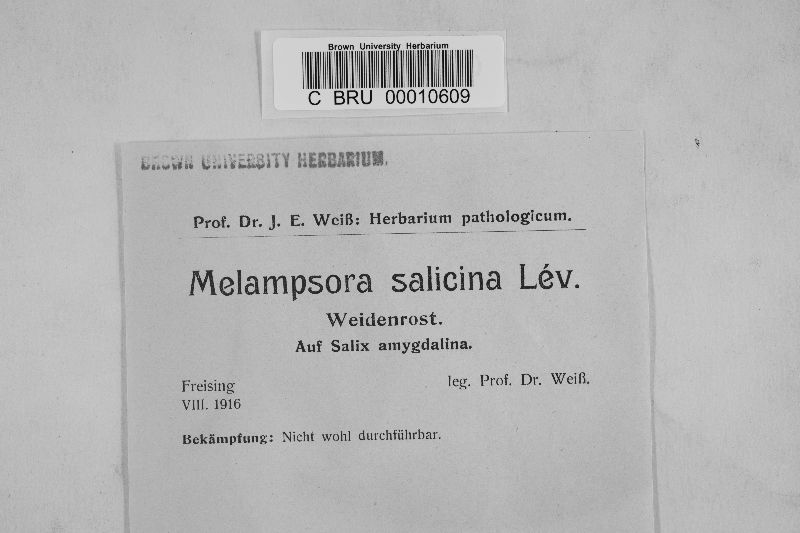 Brown University Herbarium
C BRU 00010609
BROWN UNIVERSITY HERBARIUM.
Prof. Dr. J. E. Weiß: Herbarium pathologicum.
Melampsora salicina Lév.
Weidenrost.
Auf Salix amygdalina.
Freising leg. Prof. Dr. Weiß.
VIII. 1916
Bekämpfung: Nicht wohl durchführbar.